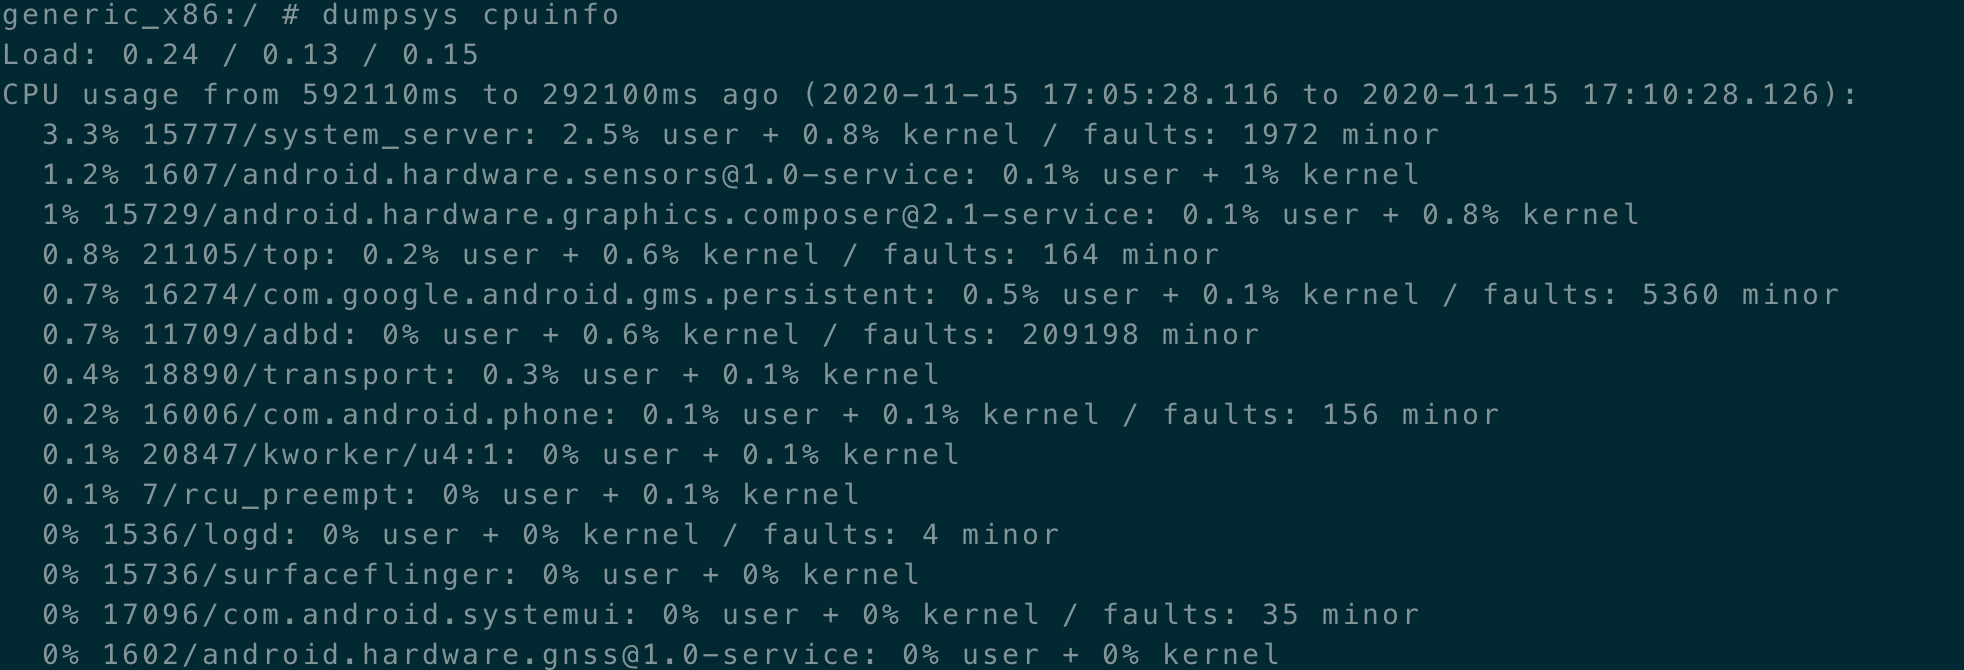 generic_x86:/ # dumpsys cpuinfo
Load: 0.24 / 0.13 / 0.15
CPU usage from 592110ms to 292100ms ago (2020-11-15 17:05:28.116 to 2020-11-15 17:10:28.126):
  3.3% 15777/system_server: 2.5% user + 0.8% kernel / faults: 1972 minor
  1.2% 1607/android.hardware.sensors@1.0-service: 0.1% user + 1% kernel
  1% 15729/android.hardware.graphics.composer@2.1-service: 0.1% user + 0.8% kernel
  0.8% 21105/top: 0.2% user + 0.6% kernel / faults: 164 minor
  0.7% 16274/com.google.android.gms.persistent: 0.5% user + 0.1% kernel / faults: 5360 minor
  0.7% 11709/adbd: 0% user + 0.6% kernel / faults: 209198 minor
  0.4% 18890/transport: 0.3% user + 0.1% kernel
  0.2% 16006/com.android.phone: 0.1% user + 0.1% kernel / faults: 156 minor
  0.1% 20847/kworker/u4:1: 0% user + 0.1% kernel
  0.1% 7/rcu_preempt: 0% user + 0.1% kernel
  0% 1536/logd: 0% user + 0% kernel / faults: 4 minor
  0% 15736/surfaceflinger: 0% user + 0% kernel
  0% 17096/com.android.systemui: 0% user + 0% kernel / faults: 35 minor
  0% 1602/android.hardware.gnss@1.0-service: 0% user + 0% kernel